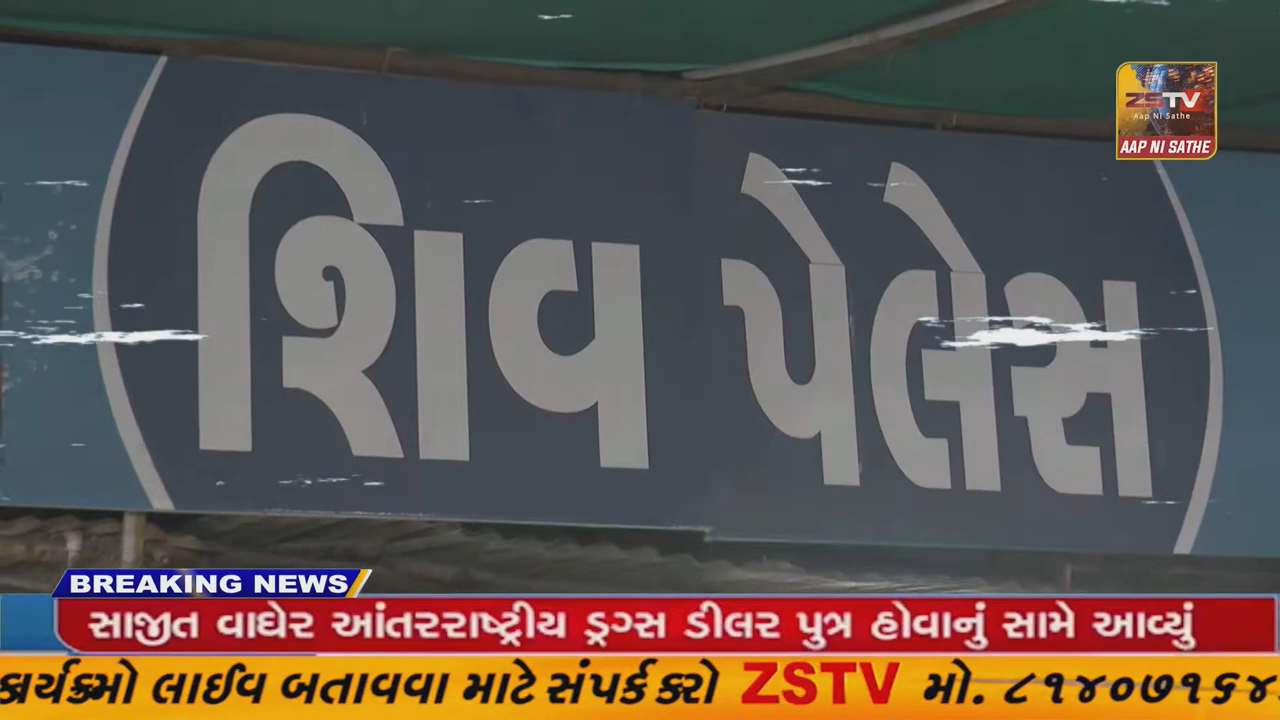 ZSTV
Aap Ni Sathe
AAP NI SATHE
શિવ પેલેસ
BREAKING NEWS
સાજીત વાઘેર આંતરરાષ્ટ્રીય ડ્રગ્સ ડીલર પુત્ર હોવાનું સામે આવ્યું
કાર્યક્રમો લાઈવ બતાવવા માટે સંપર્ક કરો ZSTV મો. ૮૧૪૦૭૧૬૪